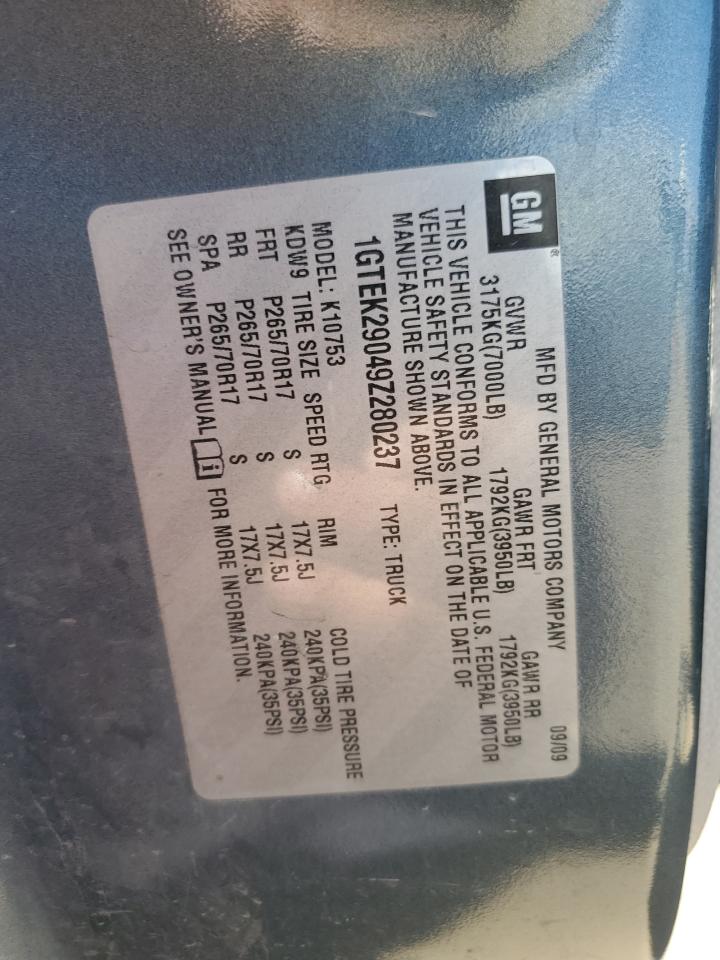 GM ®
MFD BY GENERAL MOTORS COMPANY 09/09
GVWR GAWR FRT GAWR RR
3175KG(7000LB) 1792KG(3950LB) 1792KG(3950LB)
THIS VEHICLE CONFORMS TO ALL APPLICABLE U.S. FEDERAL MOTOR
VEHICLE SAFETY STANDARDS IN EFFECT ON THE DATE OF
MANUFACTURE SHOWN ABOVE.
1GTEK29049Z280237 TYPE: TRUCK
MODEL: K10753
KDW9 TIRE SIZE SPEED RTG RIM COLD TIRE PRESSURE
FRT P265/70R17 S 17X7.5J 240KPA(35PSI)
RR P265/70R17 S 17X7.5J 240KPA(35PSI)
SPA P265/70R17 S 17X7.5J 240KPA(35PSI)
SEE OWNER'S MANUAL FOR MORE INFORMATION.